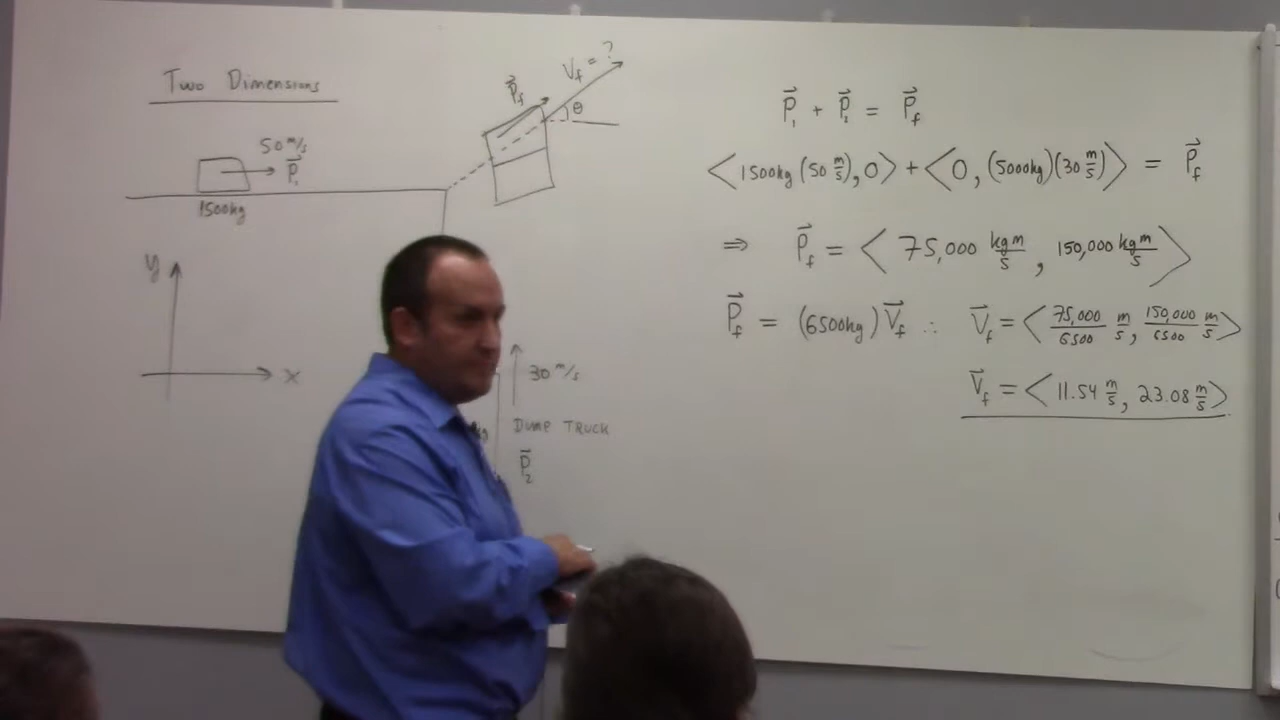 Two Dimensions
50 m/s
P⃗₁
1500kg
P⃗f
Vf = ?
θ
y
x
30 m/s
kg
DUMP TRUCK
P⃗₂
P⃗₁ + P⃗₂ = P⃗f
<1500kg (50 m/s), 0> + <0, (5000kg)(30 m/s)> = P⃗f
⇒ P⃗f = <75,000 kgm/s, 150,000 kgm/s>
P⃗f = (6500kg) V⃗f ∴ V⃗f = <75,000/6500 m/s, 150,000/6500 m/s>
V⃗f = <11.54 m/s, 23.08 m/s>